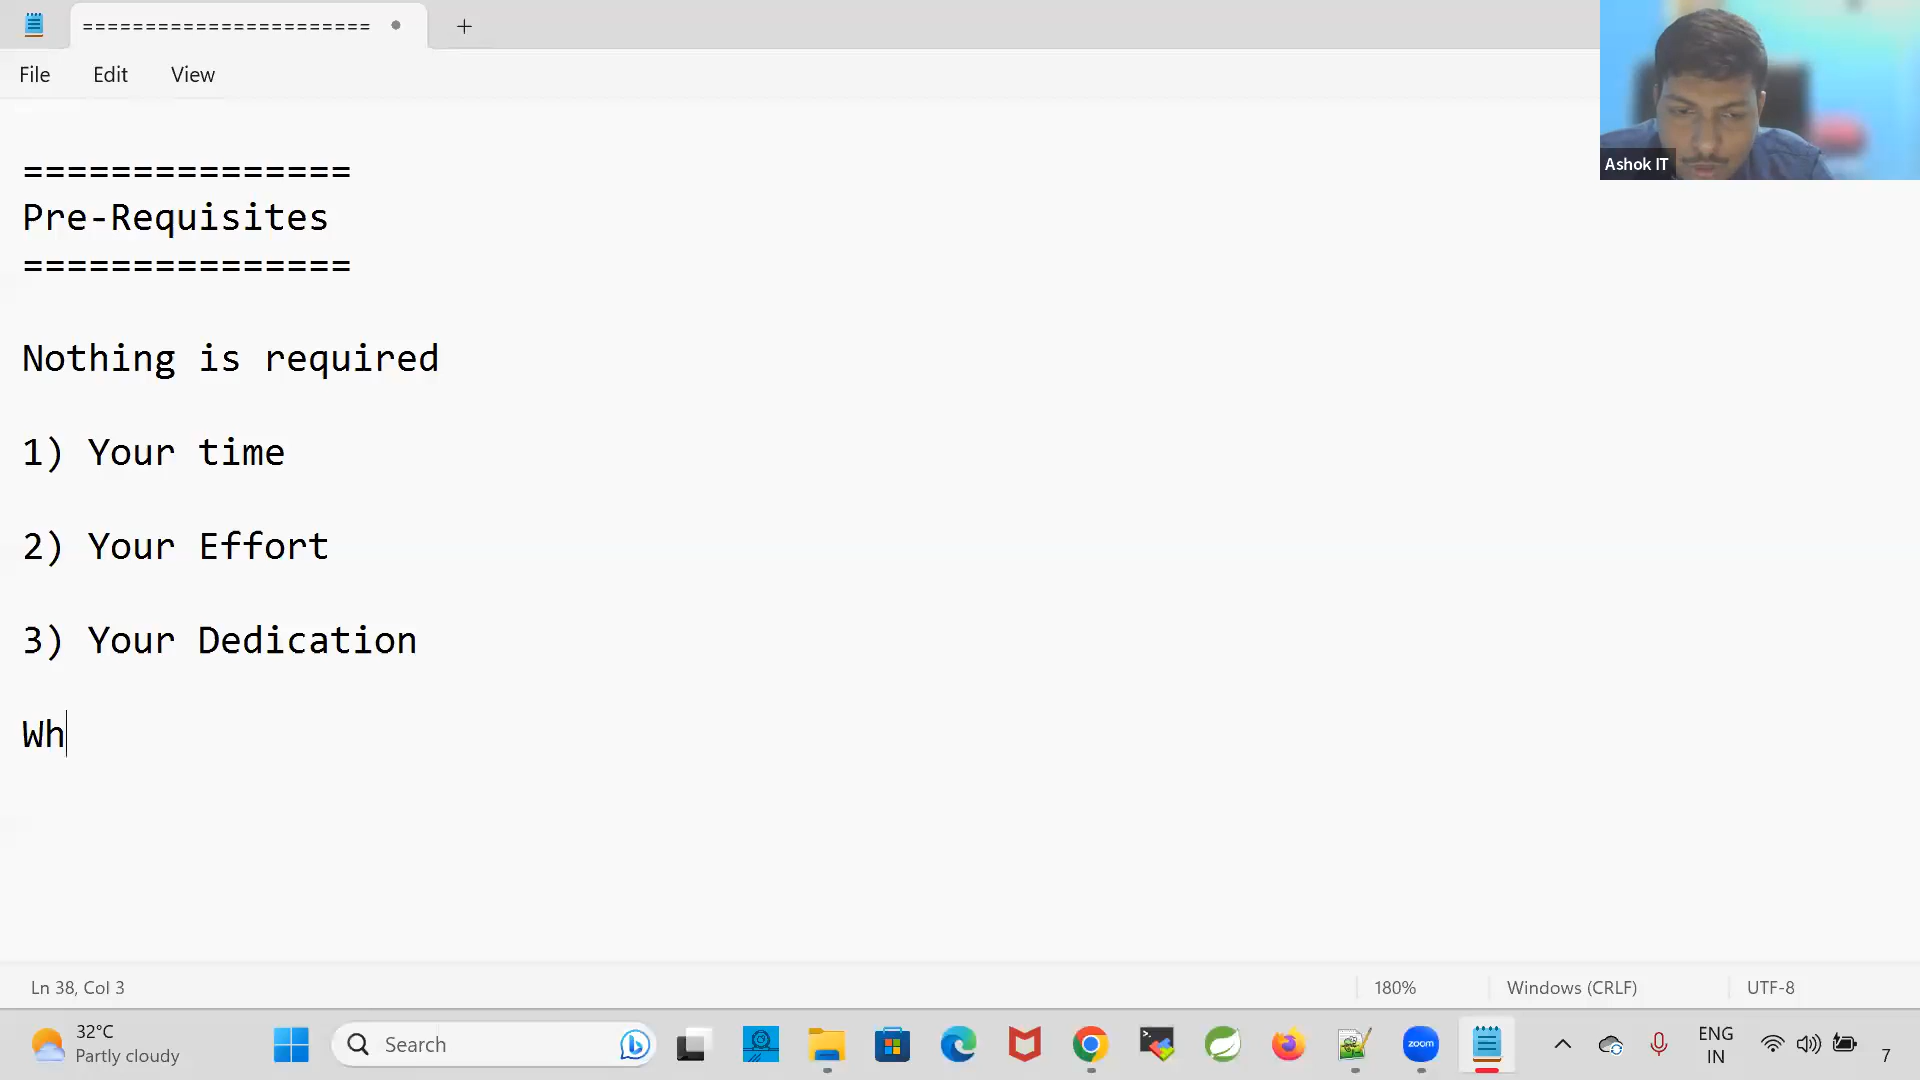 ======================= 
File Edit View
Ashok IT
===============
Pre-Requisites
===============
Nothing is required
1) Your time
2) Your Effort
3) Your Dedication
Wh
Ln 38, Col 3 180% Windows (CRLF) UTF-8
32°C
Partly cloudy
Search
zoom
ENG
IN
7